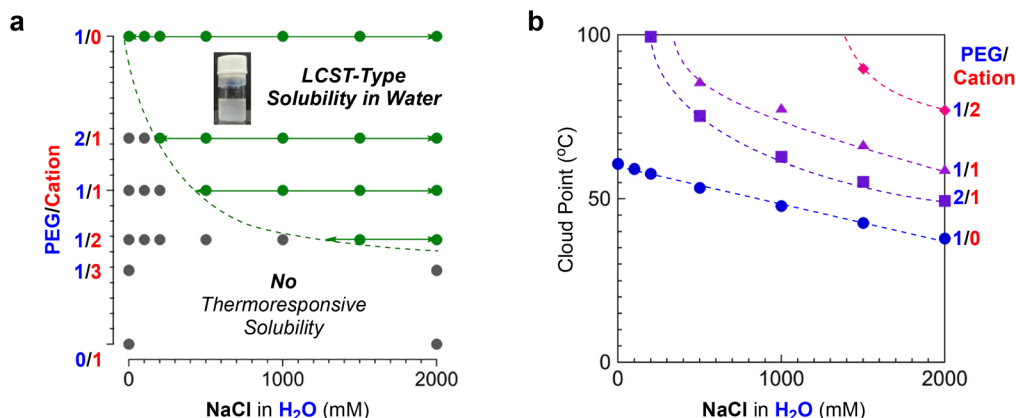 a
1/0
2/1
1/1
1/2
1/3
0/1
PEG/Cation
LCST-Type
Solubility in Water
No
Thermoresponsive
Solubility
0
1000
2000
NaCl in H₂O (mM)
b
100
50
0
Cloud Point (ºC)
PEG/
Cation
1/2
1/1
2/1
1/0
0
1000
2000
NaCl in H₂O (mM)